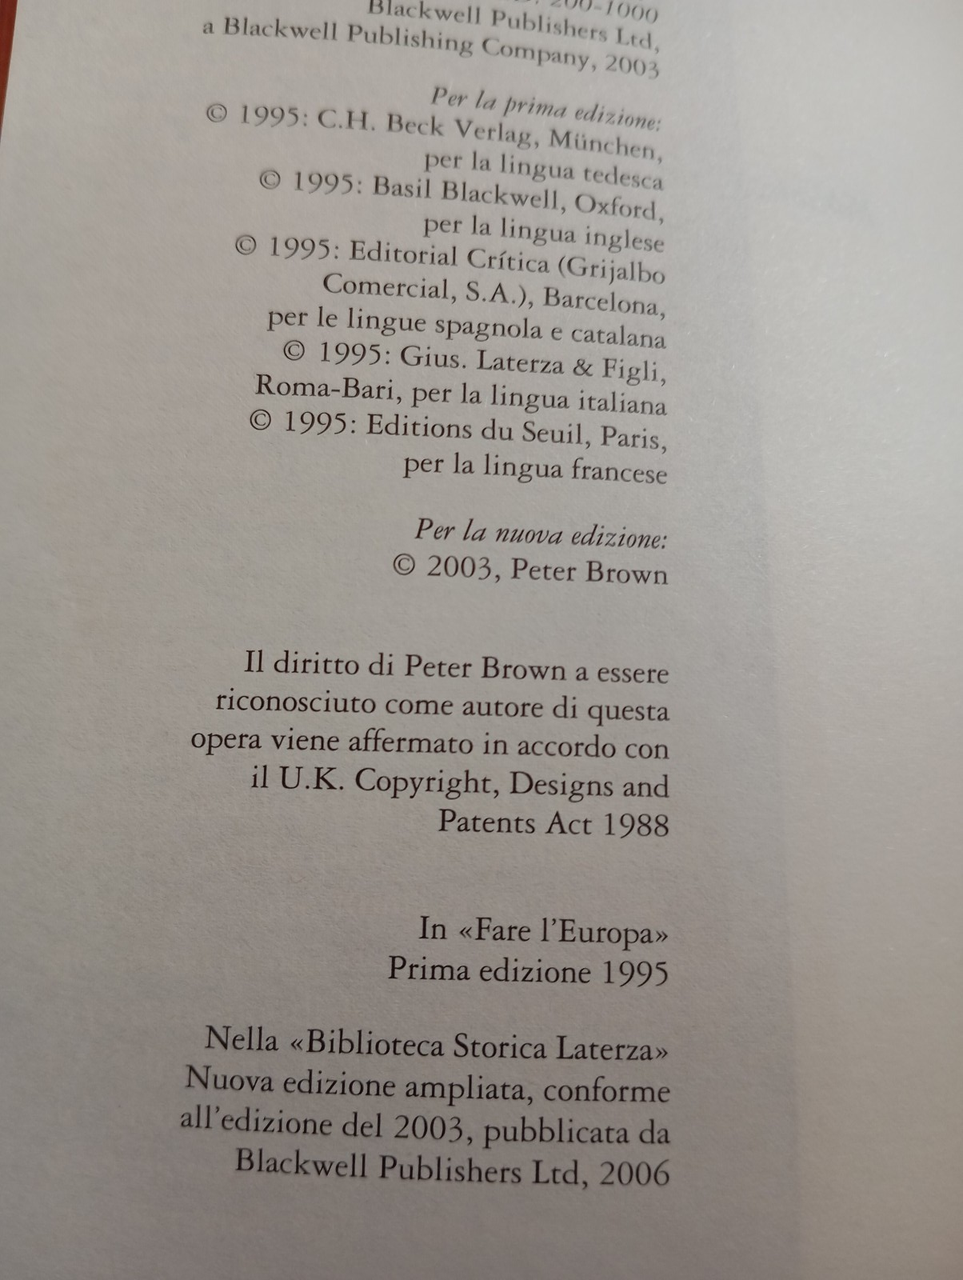 200-1000
Blackwell Publishers Ltd,
a Blackwell Publishing Company, 2003
Per la prima edizione:
© 1995: C.H. Beck Verlag, München,
per la lingua tedesca
© 1995: Basil Blackwell, Oxford,
per la lingua inglese
© 1995: Editorial Crítica (Grijalbo
Comercial, S.A.), Barcelona,
per le lingue spagnola e catalana
© 1995: Gius. Laterza & Figli,
Roma-Bari, per la lingua italiana
© 1995: Editions du Seuil, Paris,
per la lingua francese
Per la nuova edizione:
© 2003, Peter Brown
Il diritto di Peter Brown a essere
riconosciuto come autore di questa
opera viene affermato in accordo con
il U.K. Copyright, Designs and
Patents Act 1988
In «Fare l'Europa»
Prima edizione 1995
Nella «Biblioteca Storica Laterza»
Nuova edizione ampliata, conforme
all'edizione del 2003, pubblicata da
Blackwell Publishers Ltd, 2006